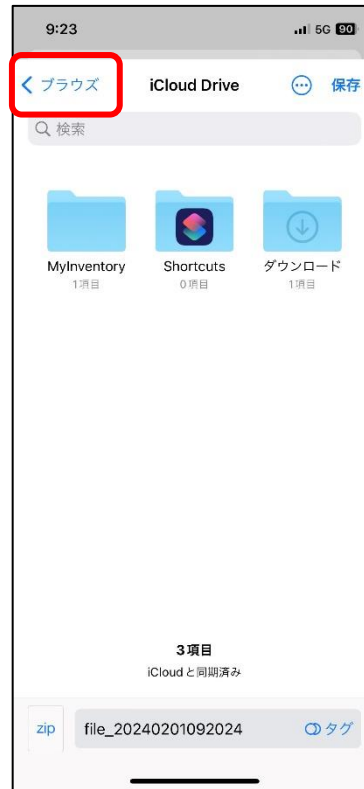 9:23 5G 90
ブラウズ iCloud Drive 保存
検索
MyInventory Shortcuts ダウンロード
1項目 0項目 1項目
3項目
iCloudと同期済み
zip file_20240201092024 タグ